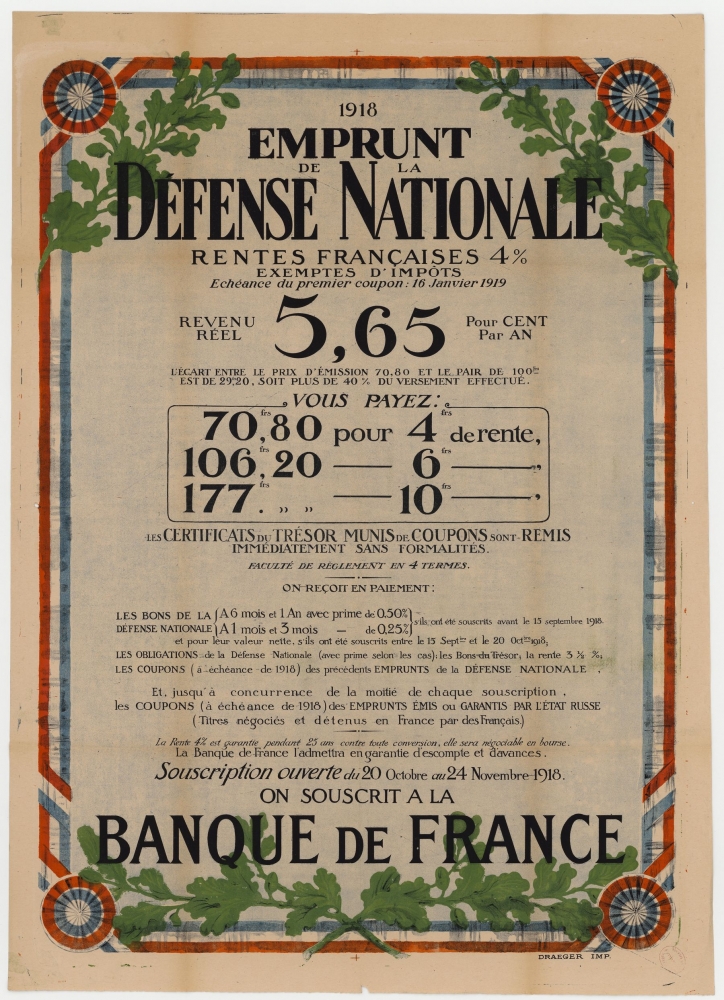 1918
EMPRUNT
DE LA
DÉFENSE NATIONALE
RENTES FRANÇAISES 4%
EXEMPTES D'IMPÔTS
Echéance du premier coupon: 16 Janvier 1919
REVENU RÉEL 5,65 Pour CENT Par AN
L'ÉCART ENTRE LE PRIX D'ÉMISSION 70.80 ET LE PAIR DE 100frs
EST DE 29f20, SOIT PLUS DE 40 % DU VERSEMENT EFFECTUÉ.
VOUS PAYEZ:
70frs,80 pour 4frs de rente,
106frs,20 — 6frs — „
177frs. „ „ — 10frs — „
LES CERTIFICATS DU TRÉSOR MUNIS DE COUPONS SONT REMIS
IMMÉDIATEMENT SANS FORMALITÉS.
FACULTÉ DE RÉGLEMENT EN 4 TERMES.
ON REÇOIT EN PAIEMENT:
LES BONS DE LA DÉFENSE NATIONALE
A 6 mois et 1 An avec prime de 0.50%
A 1 mois et 3 mois — de 0,25%
s'ils ont été souscrits avant le 15 septembre 1918.
et pour leur valeur nette, s'ils ont été souscrits entre le 15 Septbre et le 20 Octbre 1918;
LES OBLIGATIONS de la Défense Nationale (avec prime selon les cas); les Bons du Trésor; la rente 3 ½ %;
LES COUPONS (à échéance de 1918) des précédents EMPRUNTS de la DÉFENSE NATIONALE,
Et, jusqu'à concurrence de la moitié de chaque souscription,
les COUPONS (à échéance de 1918) des EMPRUNTS ÉMIS ou GARANTIS PAR L'ÉTAT RUSSE
(Titres négociés et détenus en France par des Français.)
La Rente 4% est garantie pendant 25 ans contre toute conversion, elle sera négociable en bourse.
La Banque de France l'admettra en garantie d'escompte et d'avances.
Souscription ouverte du 20 Octobre au 24 Novembre 1918.
ON SOUSCRIT A LA
BANQUE DE FRANCE
DRAEGER IMP.